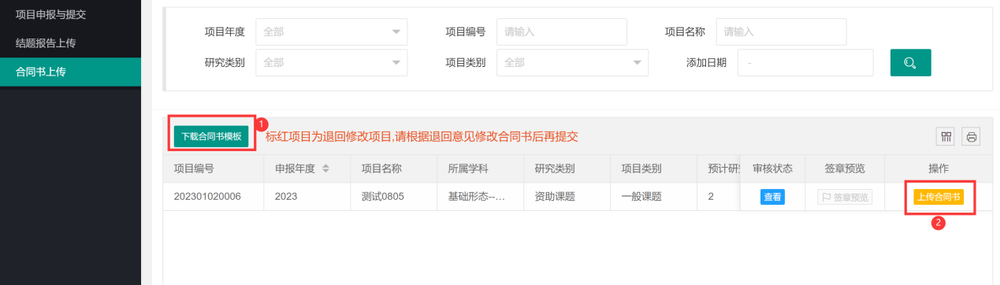 项目申报与提交
结题报告上传
合同书上传
项目年度 全部 项目编号 请输入 项目名称 请输入
研究类别 全部 项目类别 全部 添加日期 -
下载合同书模板 1 标红项目为退回修改项目,请根据退回意见修改合同书后再提交
项目编号 申报年度 项目名称 所属学科 研究类别 项目类别 预计研 审核状态 签章预览 操作
202301020006 2023 测试0805 基础形态--... 资助课题 一般课题 2 查看 签章预览 上传合同书
2